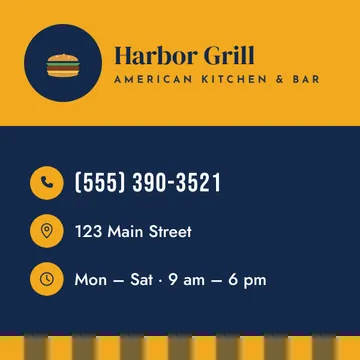 Harbor Grill
AMERICAN KITCHEN & BAR
(555) 390-3521
123 Main Street
Mon – Sat · 9 am – 6 pm